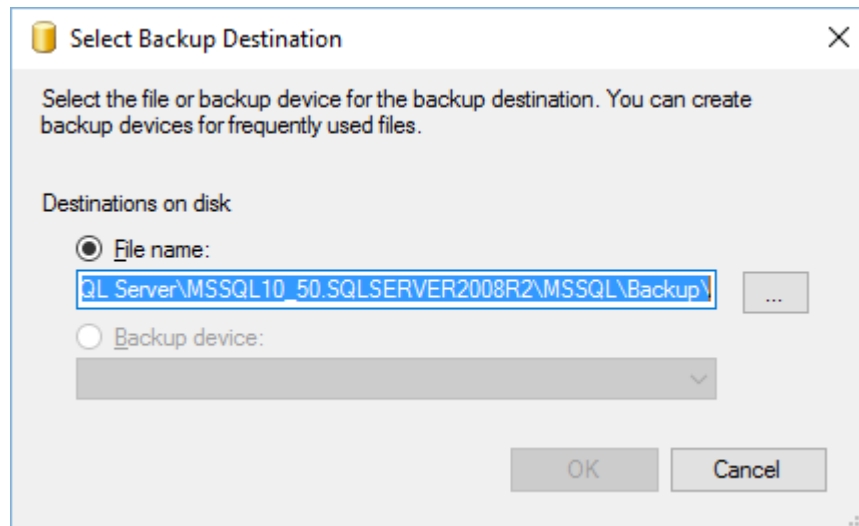 Select Backup Destination
Select the file or backup device for the backup destination. You can create
backup devices for frequently used files.
Destinations on disk
File name:
QL Server\MSSQL10_50.SQLSERVER2008R2\MSSQL\Backup\
...
Backup device:
OK
Cancel